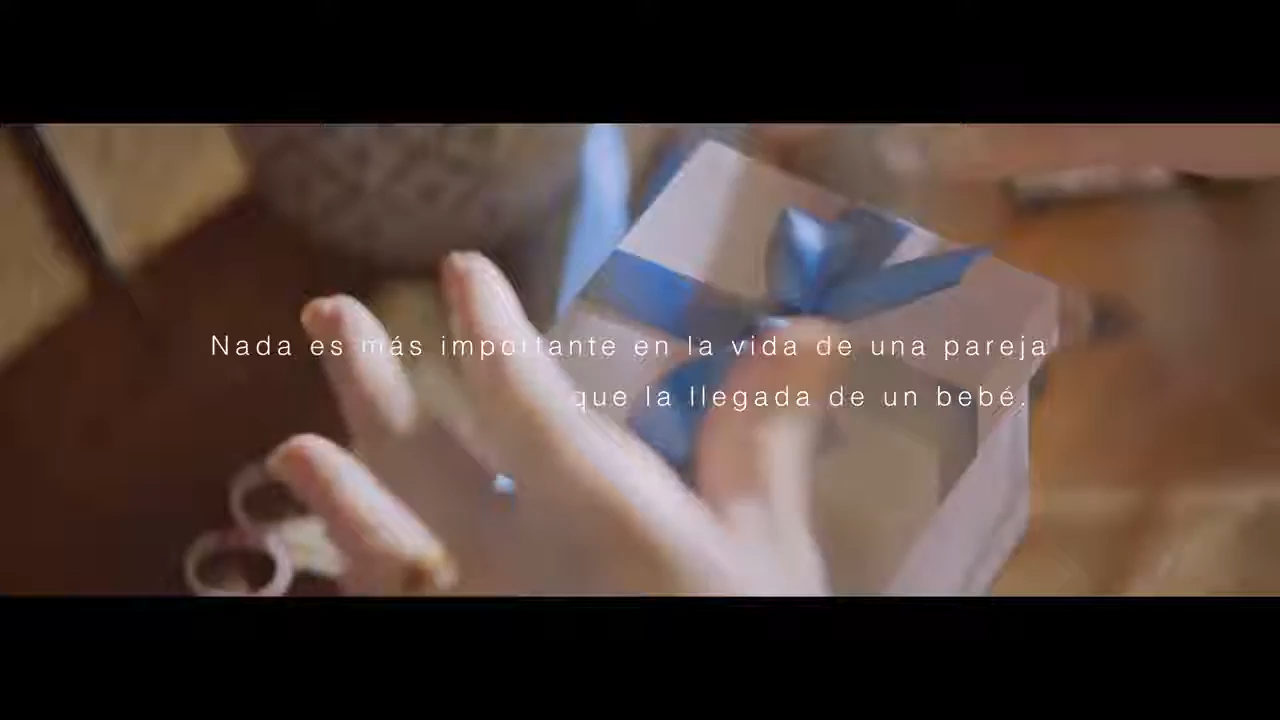 Nada es más importante en la vida de una pareja
que la llegada de un bebé.